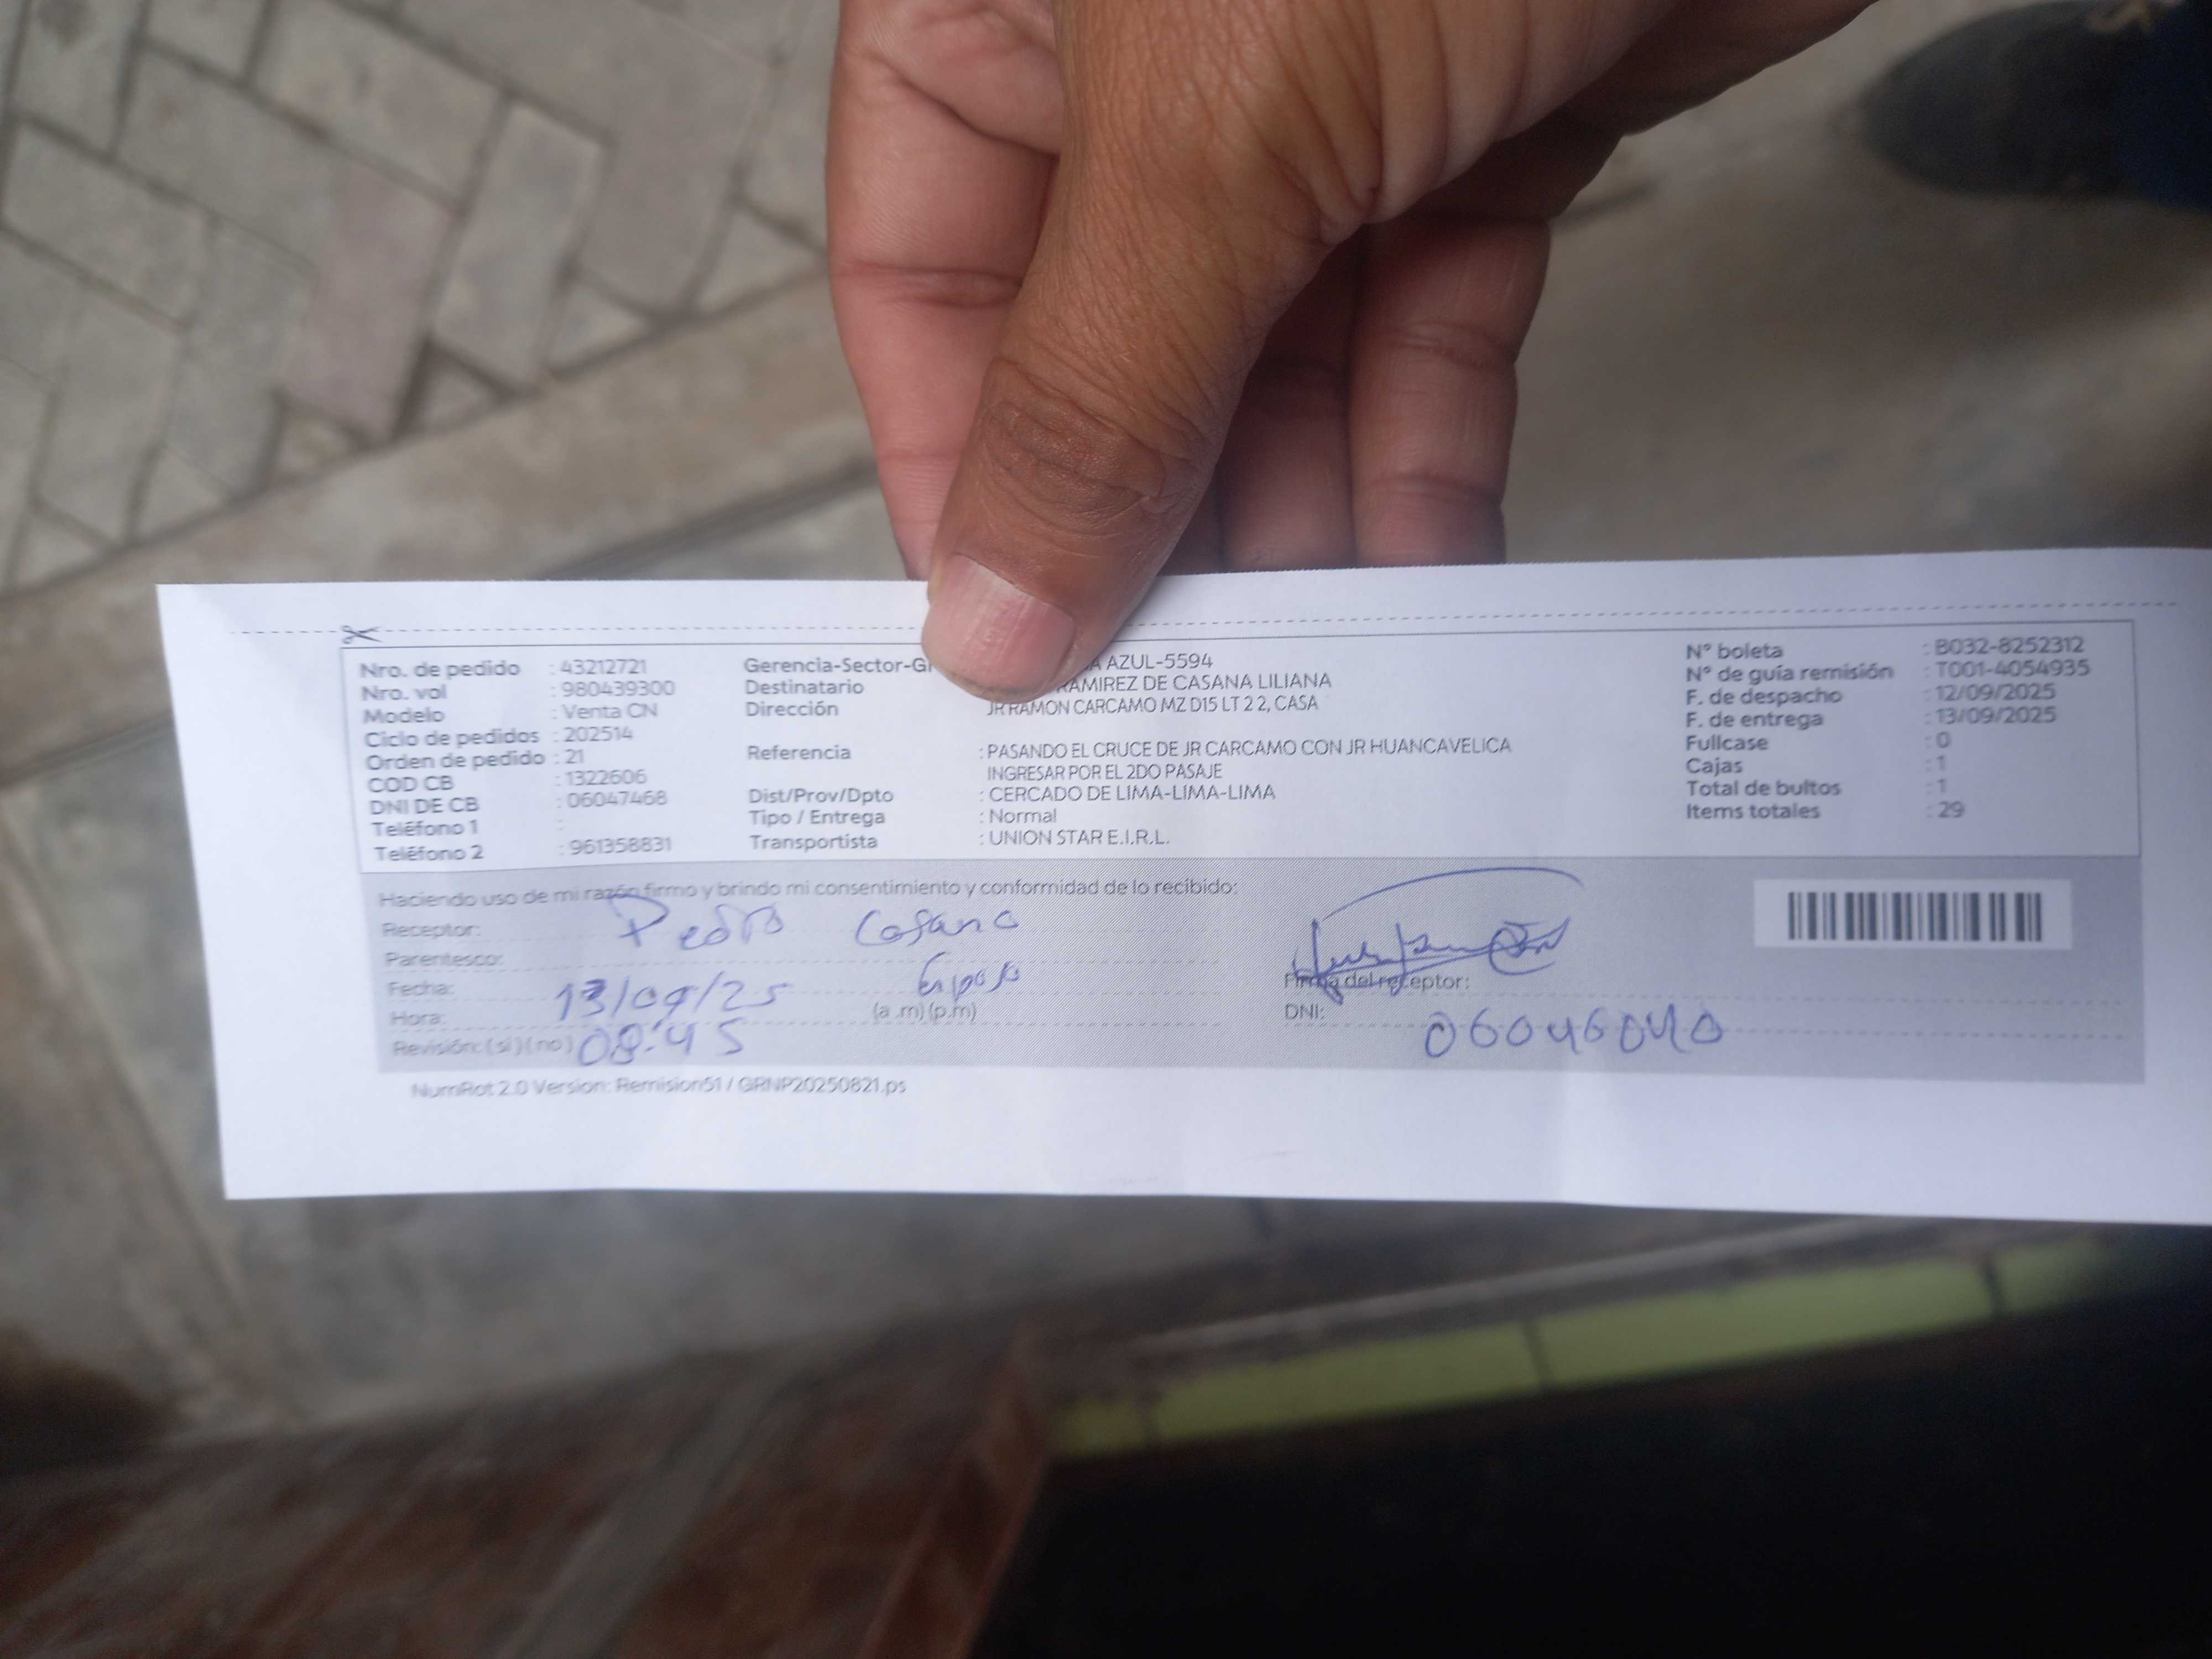 Nro. de pedido : 43212721
Nro. vol : 980439300
Modelo : Venta CN
Ciclo de pedidos : 202514
Orden de pedido : 21
COD CB : 1322606
DNI DE CB : 06047468
Teléfono 1 :
Teléfono 2 : 961358831
Gerencia-Sector- AZUL-5594
Destinatario RAMIREZ DE CASANA LILIANA
Dirección JR RAMON CARCAMO MZ D15 LT 2 2, CASA
Referencia : PASANDO EL CRUCE DE JR CARCAMO CON JR HUANCAVELICA
INGRESAR POR EL 2DO PASAJE
Dist/Prov/Dpto : CERCADO DE LIMA-LIMA-LIMA
Tipo / Entrega : Normal
Transportista : UNION STAR E.I.R.L.
N° boleta : B032-8252312
N° de guía remisión : T001-4054935
F. de despacho : 12/09/2025
F. de entrega : 13/09/2025
Fullcase : 0
Cajas : 1
Total de bultos : 1
Items totales : 29
Haciendo uso de mi razón firmo y brindo mi consentimiento y conformidad de lo recibido:
Receptor: Pedro Casana
Parentesco: Esposo
Fecha: 13/09/25
Hora: 08:45 (a .m) (p.m)
Revisión: ( si ) ( no )
Firma del receptor:
DNI: 06046040
NumRot 2.0 Version: Remision51 / GRNP20250821.ps